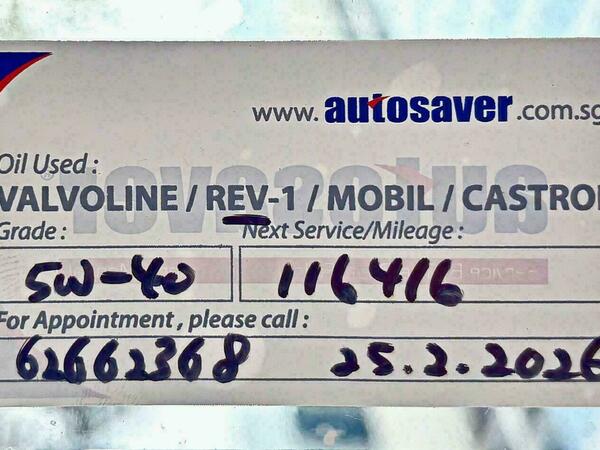 www. autosaver .com.sg
Oil Used :
VALVOLINE / REV-1 / MOBIL / CASTROL
Grade : Next Service/Mileage :
5W-40 116416
For Appointment , please call :
62662368 25.2.2026